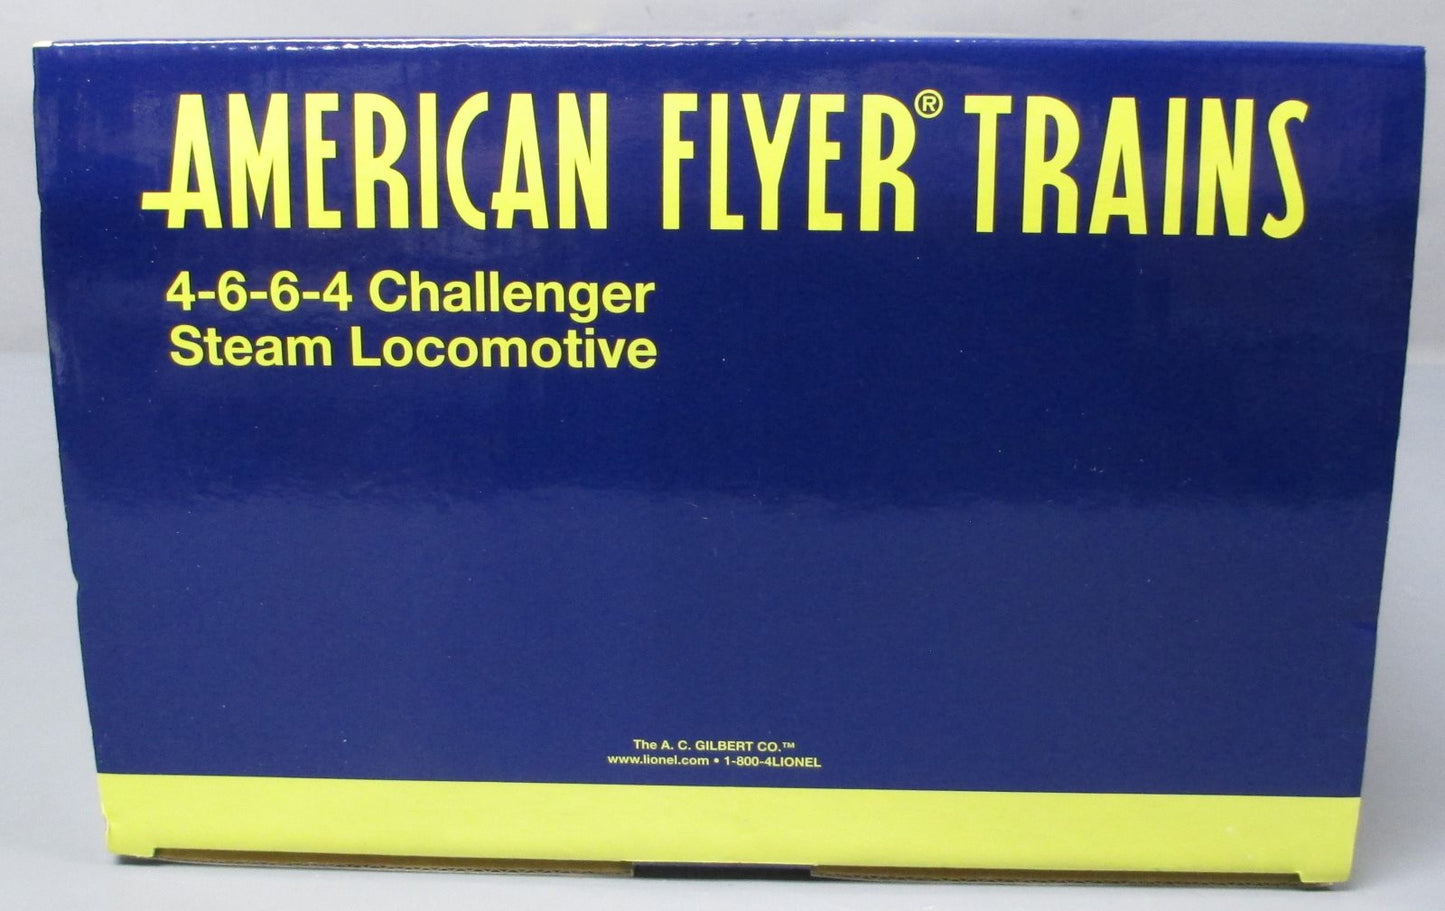 AMERICAN FLYER® TRAINS
4-6-6-4 Challenger
Steam Locomotive
The A. C. GILBERT CO.™
www.lionel.com • 1-800-4LIONEL